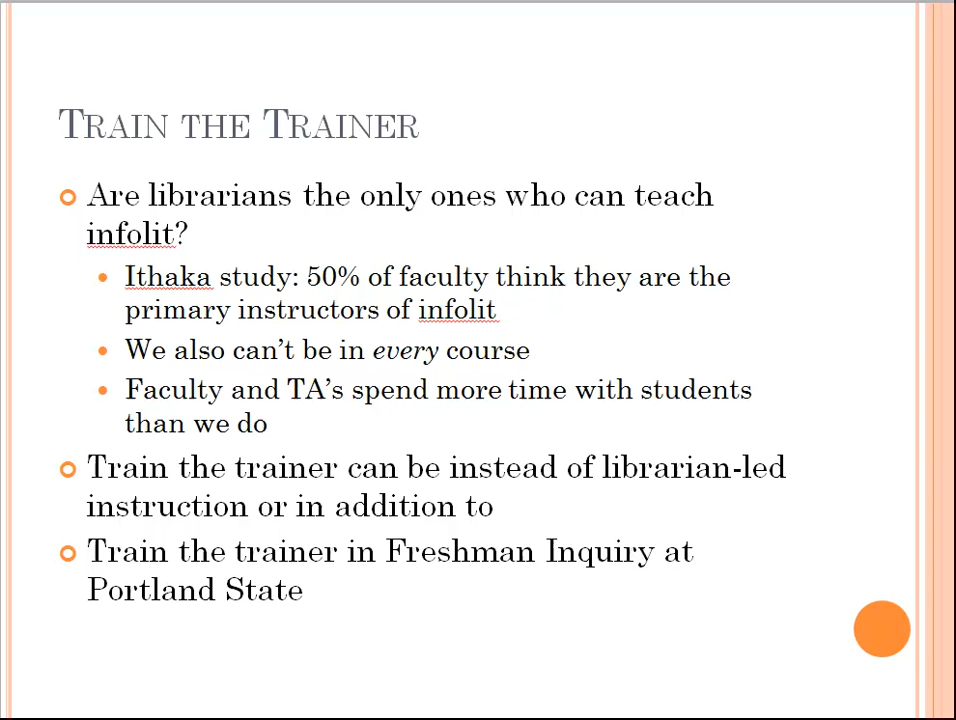 Train the Trainer
Are librarians the only ones who can teach
infolit?
Ithaka study: 50% of faculty think they are the
primary instructors of infolit
We also can't be in every course
Faculty and TA's spend more time with students
than we do
Train the trainer can be instead of librarian-led
instruction or in addition to
Train the trainer in Freshman Inquiry at
Portland State